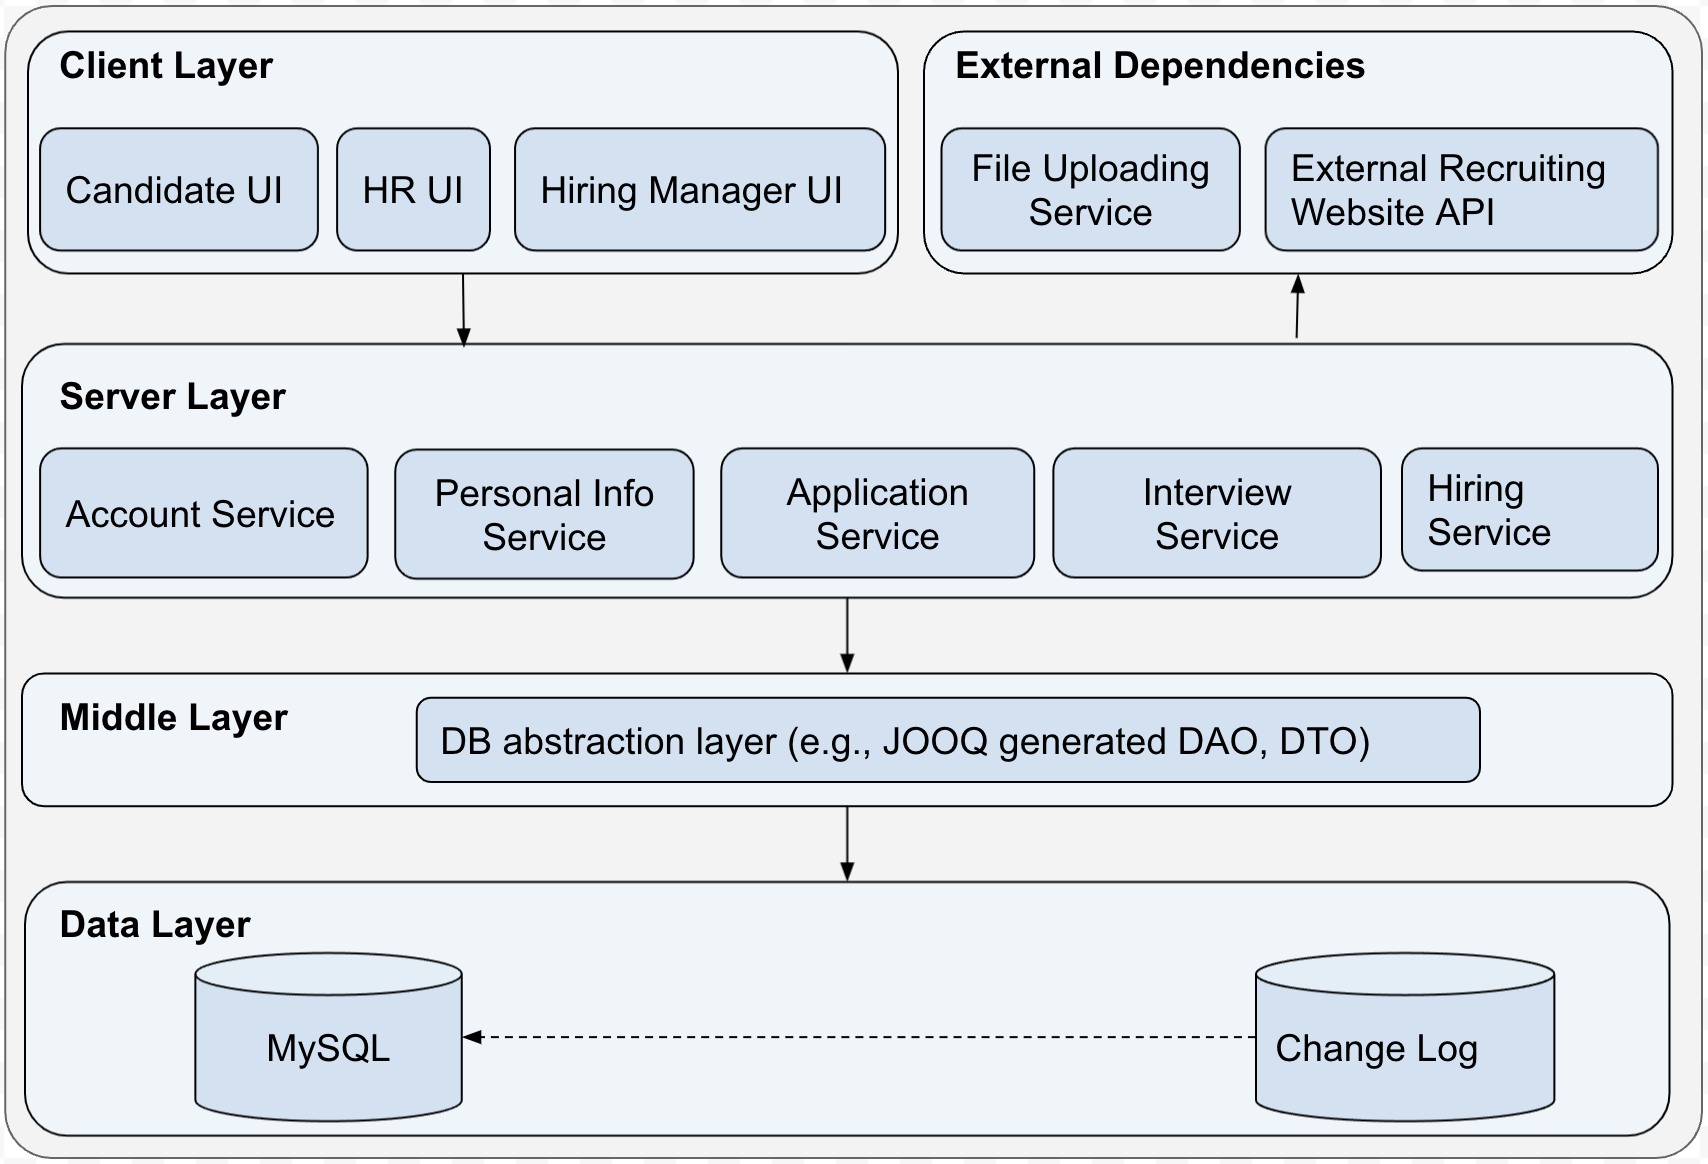 Client Layer
Candidate UI
HR UI
Hiring Manager UI
External Dependencies
File Uploading
Service
External Recruiting
Website API
Server Layer
Account Service
Personal Info
Service
Application
Service
Interview
Service
Hiring
Service
Middle Layer
DB abstraction layer (e.g., JOOQ generated DAO, DTO)
Data Layer
MySQL
Change Log